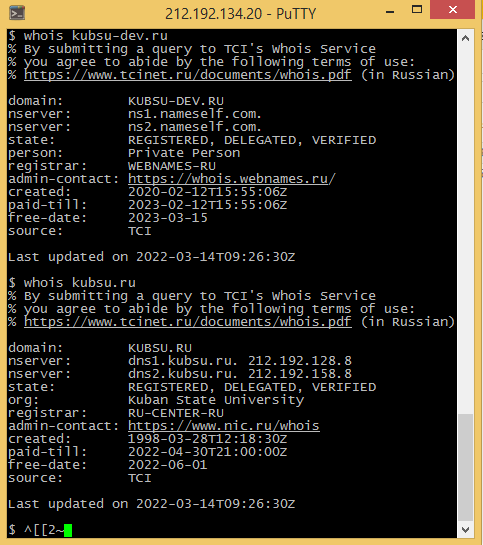 212.192.134.20 - PuTTY
$ whois kubsu-dev.ru
% By submitting a query to TCI's Whois Service
% you agree to abide by the following terms of use:
% https://www.tcinet.ru/documents/whois.pdf (in Russian)
domain:        KUBSU-DEV.RU
nserver:       ns1.nameself.com.
nserver:       ns2.nameself.com.
state:         REGISTERED, DELEGATED, VERIFIED
person:        Private Person
registrar:     WEBNAMES-RU
admin-contact: https://whois.webnames.ru/
created:       2020-02-12T15:55:06Z
paid-till:     2023-02-12T15:55:06Z
free-date:     2023-03-15
source:        TCI
Last updated on 2022-03-14T09:26:30Z
$ whois kubsu.ru
% By submitting a query to TCI's Whois Service
% you agree to abide by the following terms of use:
% https://www.tcinet.ru/documents/whois.pdf (in Russian)
domain:        KUBSU.RU
nserver:       dns1.kubsu.ru. 212.192.128.8
nserver:       dns2.kubsu.ru. 212.192.158.8
state:         REGISTERED, DELEGATED, VERIFIED
org:           Kuban State University
registrar:     RU-CENTER-RU
admin-contact: https://www.nic.ru/whois
created:       1998-03-28T12:18:30Z
paid-till:     2022-04-30T21:00:00Z
free-date:     2022-06-01
source:        TCI
Last updated on 2022-03-14T09:26:30Z
$ ^[[2~